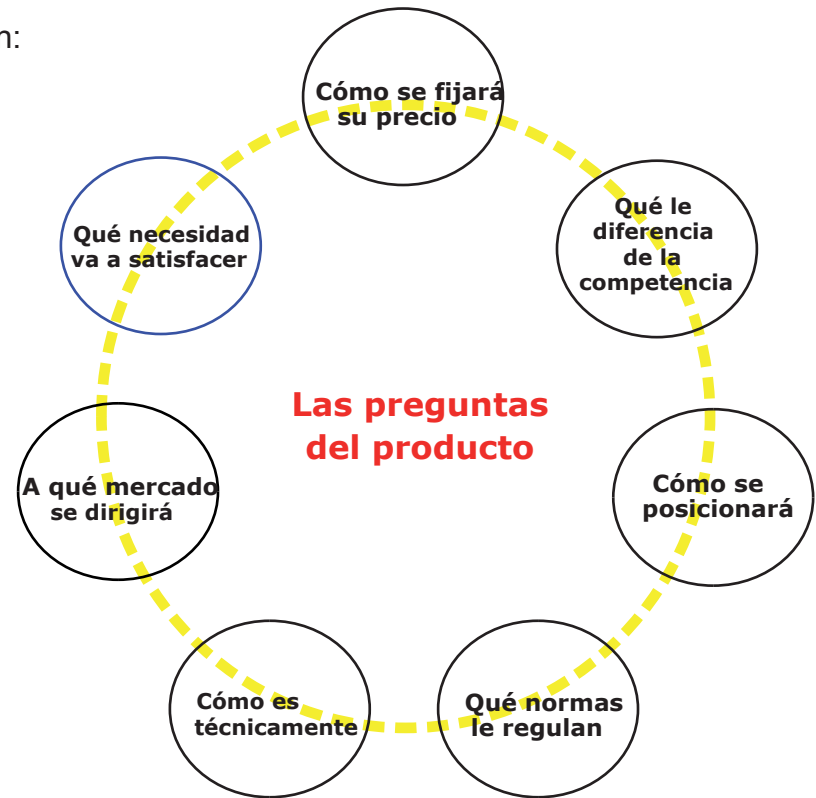 n:
Cómo se fijará
su precio
Qué le
diferencia
de la
competencia
Qué necesidad
va a satisfacer
Las preguntas
del producto
A qué mercado
se dirigirá
Cómo se
posicionará
Cómo es
técnicamente
Qué normas
le regulan